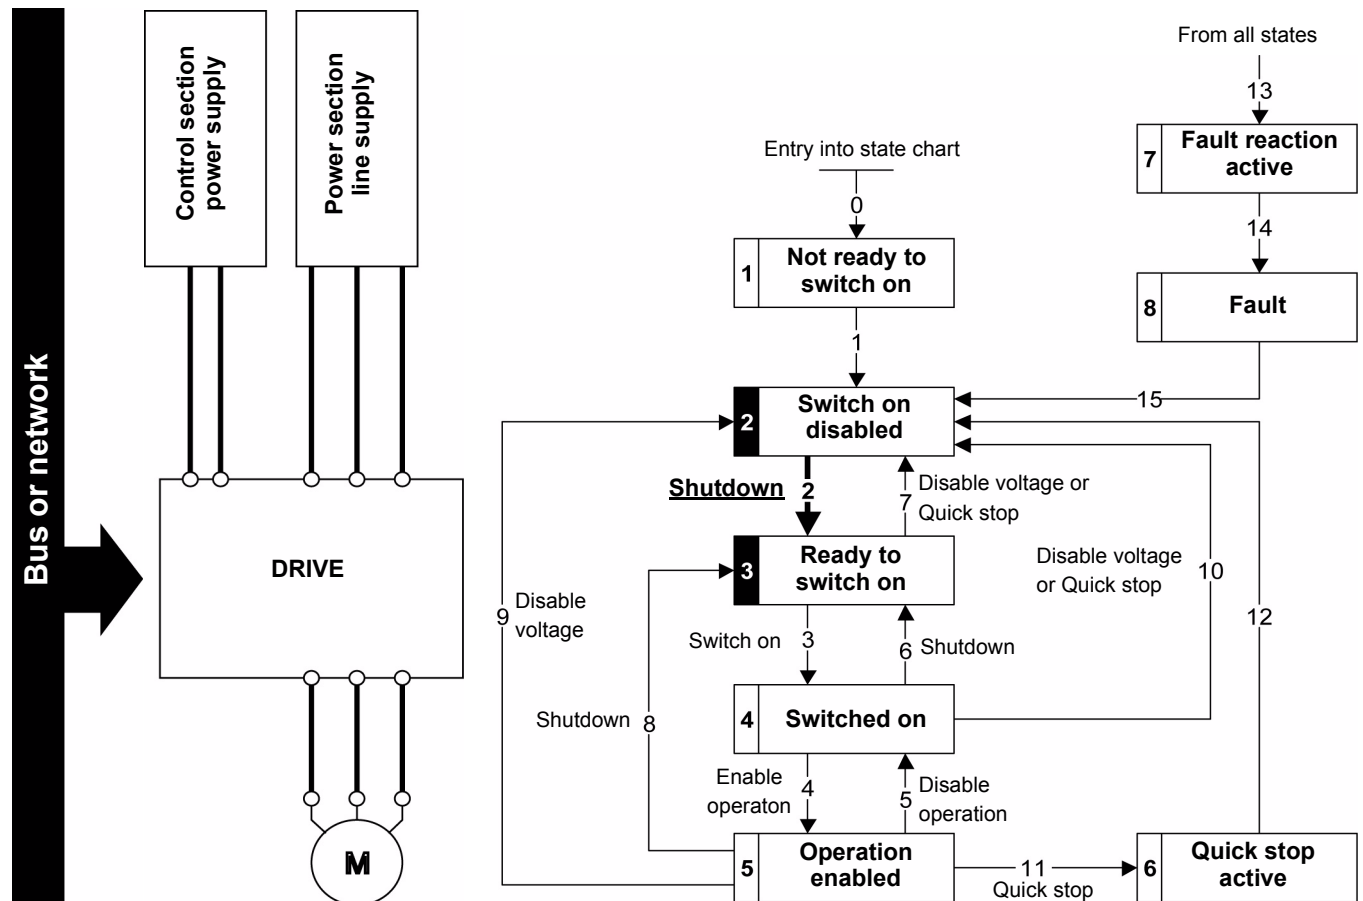 Bus or network
Control section
power supply
Power section
line supply
DRIVE
M
From all states
13
7
Fault reaction
active
14
8
Fault
15
Entry into state chart
0
1
Not ready to
switch on
1
2
Switch on
disabled
Shutdown
2
7
Disable voltage or
Quick stop
3
Ready to
switch on
Disable voltage
or Quick stop
10
12
9
Disable
voltage
Switch on
3
6
Shutdown
4
Switched on
Shutdown
8
Enable
operaton
4
5
Disable
operation
5
Operation
enabled
11
Quick stop
6
Quick stop
active